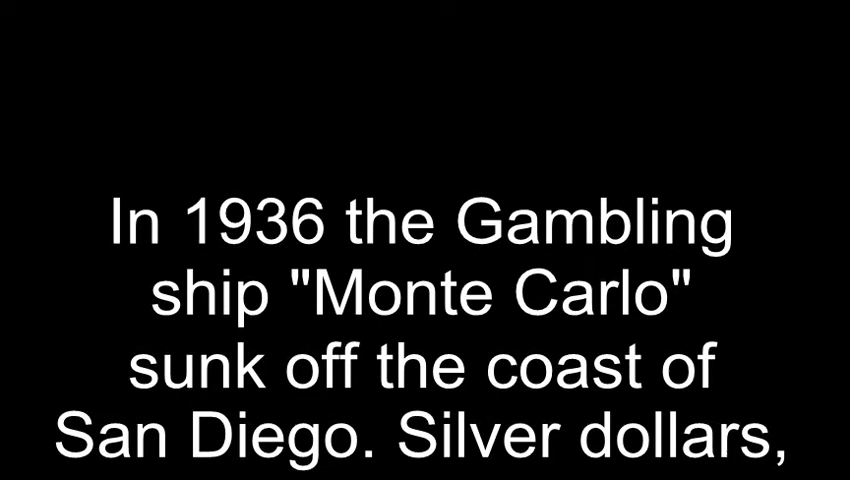 In 1936 the Gambling
ship "Monte Carlo"
sunk off the coast of
San Diego. Silver dollars,